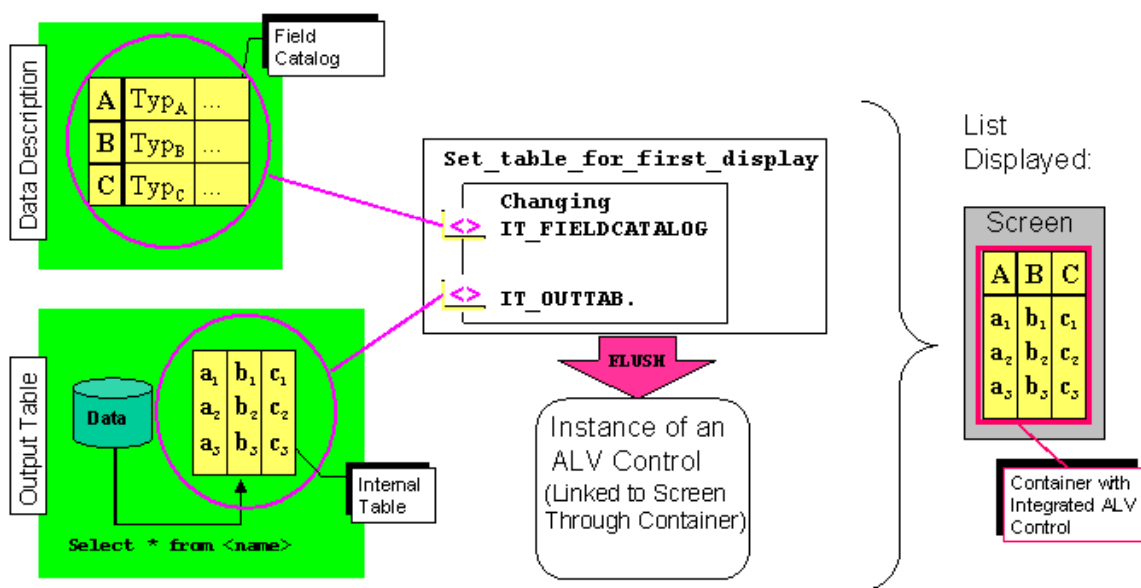 Data Description
Field
Catalog
A Typ_A ...
B Typ_B ...
C Typ_C ...
Output Table
Data
a₁ b₁ c₁
a₂ b₂ c₂
a₃ b₃ c₃
Internal
Table
Select * from <name>
Set_table_for_first_display
Changing
<> IT_FIELDCATALOG
<> IT_OUTTAB.
FLUSH
Instance of an
ALV Control
(Linked to Screen
Through Container)
List
Displayed:
Screen
A B C
a₁ b₁ c₁
a₂ b₂ c₂
a₃ b₃ c₃
Container with
Integrated ALV
Control